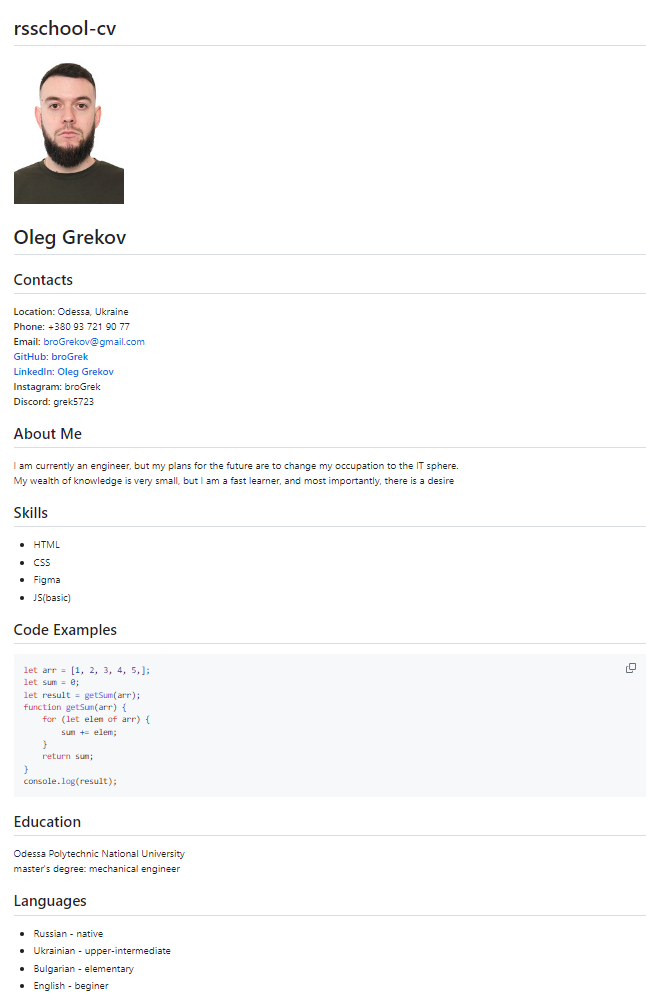 rsschool-cv
Oleg Grekov
Contacts
Location: Odessa, Ukraine
Phone: +380 93 721 90 77
Email: broGrekov@gmail.com
GitHub: broGrek
LinkedIn: Oleg Grekov
Instagram: broGrek
Discord: grek5723
About Me
I am currently an engineer, but my plans for the future are to change my occupation to the IT sphere.
My wealth of knowledge is very small, but I am a fast learner, and most importantly, there is a desire
Skills
HTML
CSS
Figma
JS(basic)
Code Examples
let arr = [1, 2, 3, 4, 5,];
let sum = 0;
let result = getSum(arr);
function getSum(arr) {
    for (let elem of arr) {
        sum += elem;
    }
    return sum;
}
console.log(result);
Education
Odessa Polytechnic National University
master's degree: mechanical engineer
Languages
Russian - native
Ukrainian - upper-intermediate
Bulgarian - elementary
English - beginer